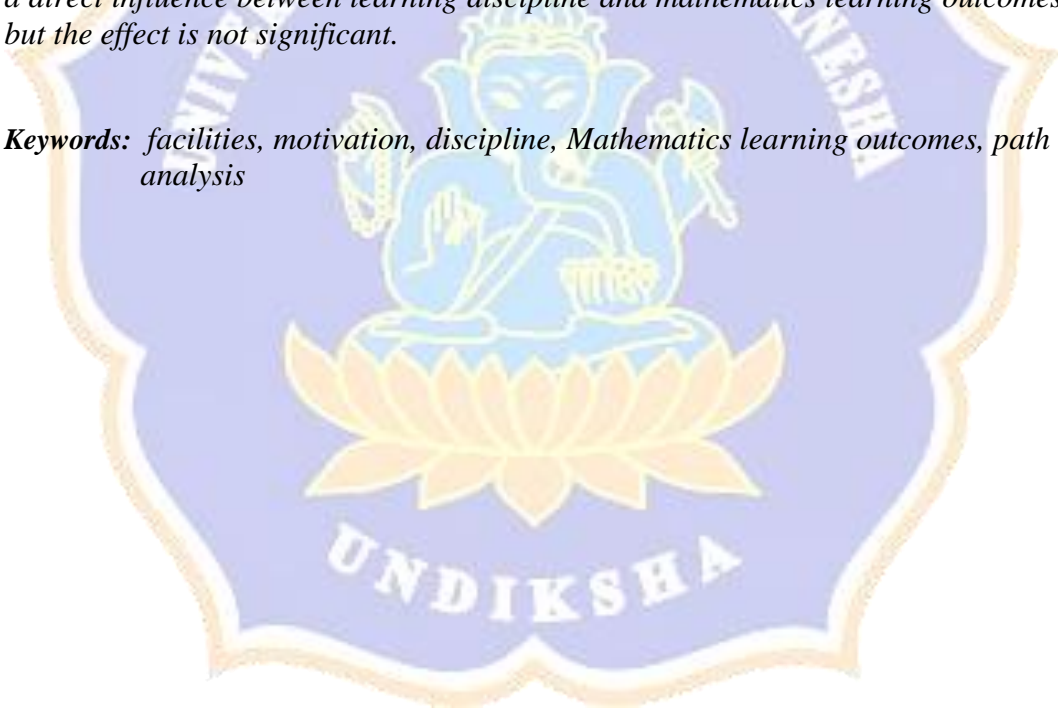 a direct influence between learning discipline and mathematics learning outcomes
but the effect is not significant.
Keywords: facilities, motivation, discipline, Mathematics learning outcomes, path
analysis
UNDIKSHA